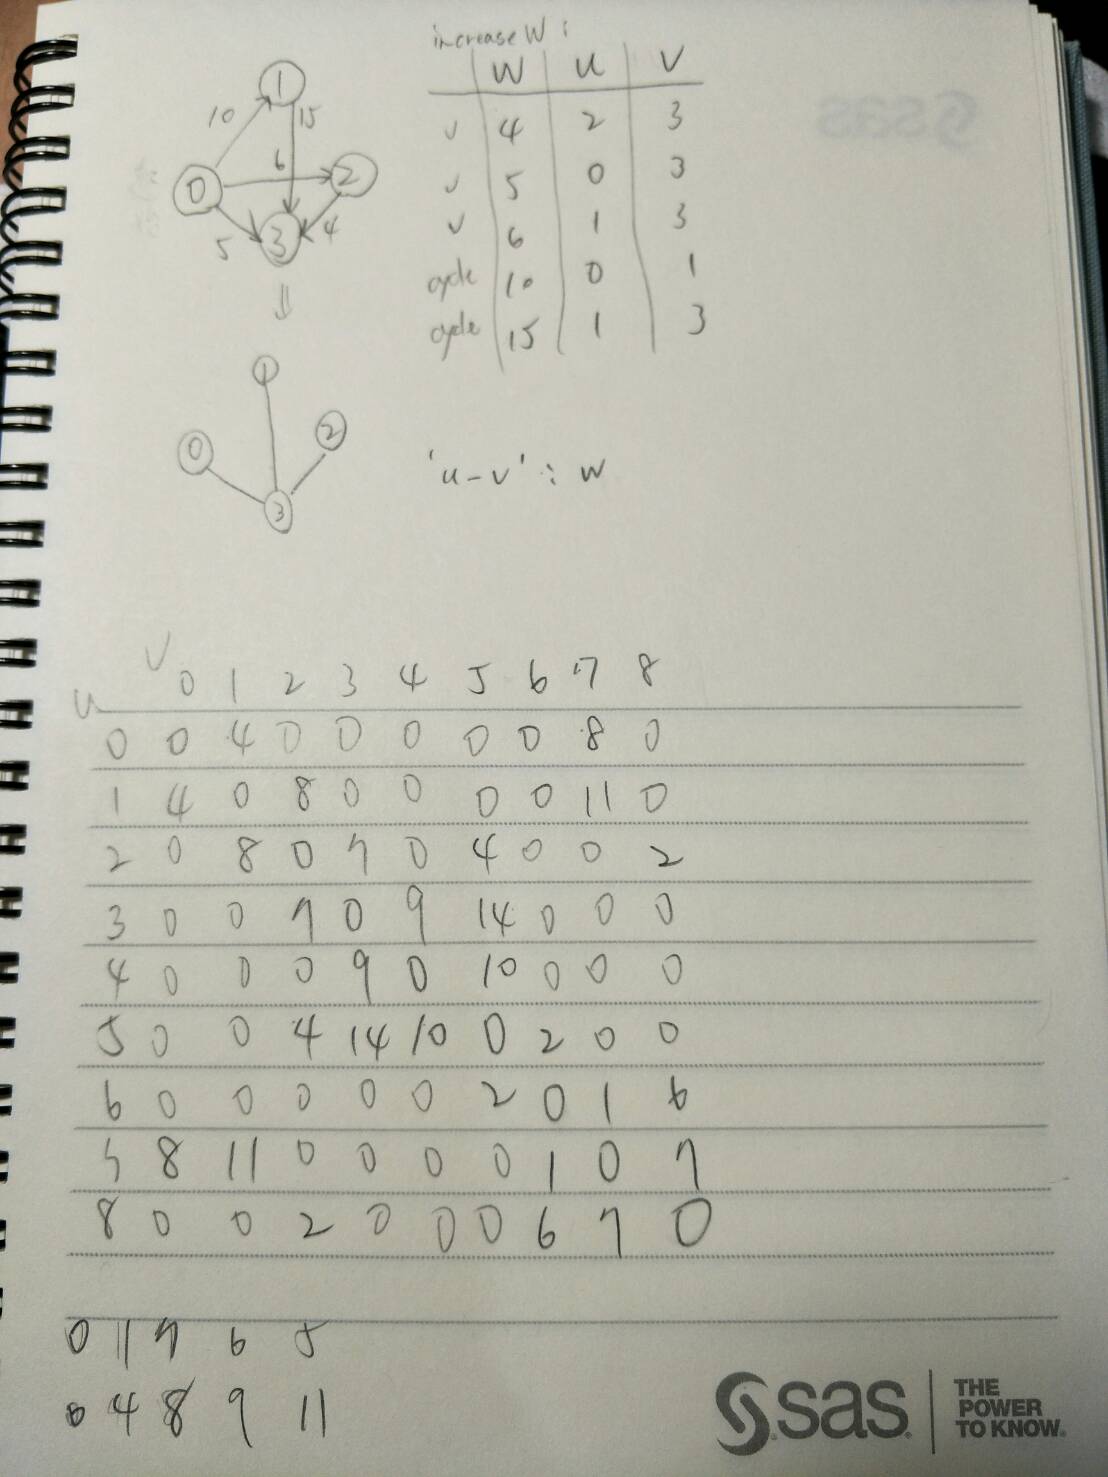 increase W :
W u v
v 4 2 3
v 5 0 3
v 6 1 3
cycle 10 0 1
cycle 15 1 3
1
10 15
6
0 2
5 3 4
1
0 2
3
'u-v' : w
sas
V 0 1 2 3 4 5 6 7 8
u
0 0 4 0 0 0 0 0 8 0
1 4 0 8 0 0 0 0 11 0
2 0 8 0 7 0 4 0 0 2
3 0 0 7 0 9 14 0 0 0
4 0 0 0 9 0 10 0 0 0
5 0 0 4 14 10 0 2 0 0
6 0 0 0 0 0 2 0 1 6
7 8 11 0 0 0 0 1 0 7
8 0 0 2 0 0 0 6 7 0
0 1 7 6 5
0 4 8 9 11
sas
THE
POWER
TO KNOW.